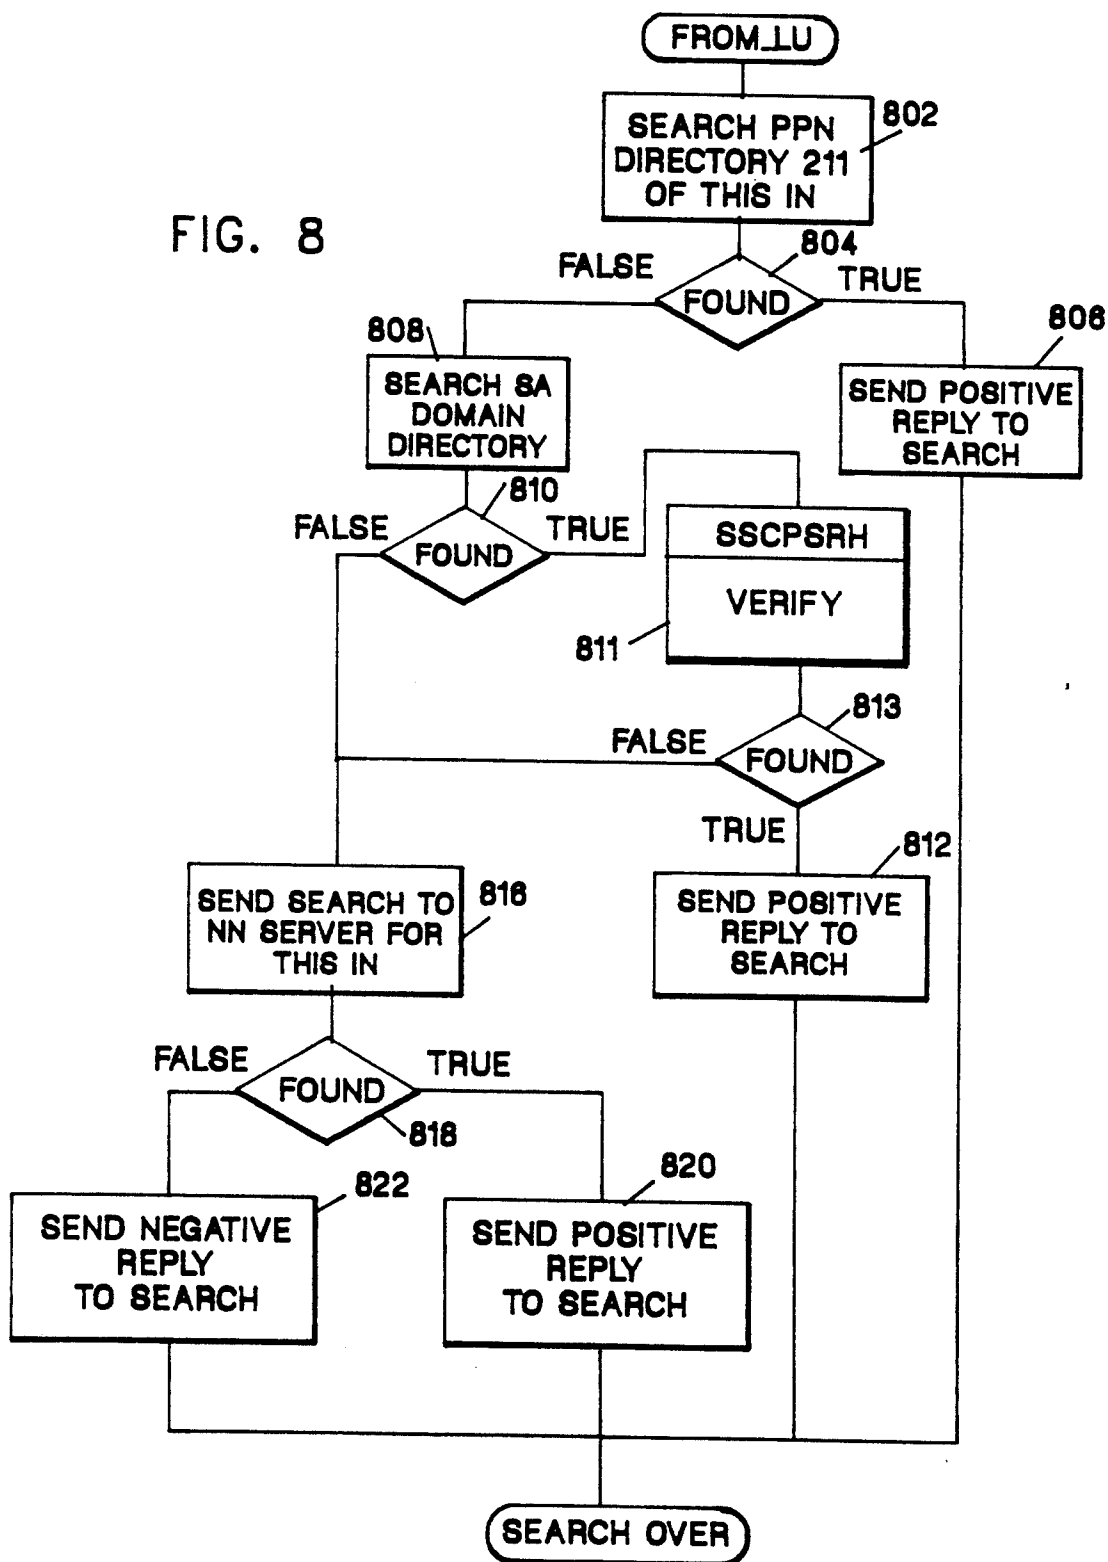 FROM_LU
SEARCH PPN
DIRECTORY 211
OF THIS IN
802
FIG. 8
804
FALSE
FOUND
TRUE
806
808
SEARCH SA
DOMAIN
DIRECTORY
SEND POSITIVE
REPLY TO
SEARCH
810
FALSE
FOUND
TRUE
SSCPSRH
VERIFY
811
813
FALSE
FOUND
TRUE
812
SEND SEARCH TO
NN SERVER FOR
THIS IN
816
SEND POSITIVE
REPLY TO
SEARCH
FALSE
FOUND
TRUE
818
822
820
SEND NEGATIVE
REPLY
TO SEARCH
SEND POSITIVE
REPLY
TO SEARCH
SEARCH OVER